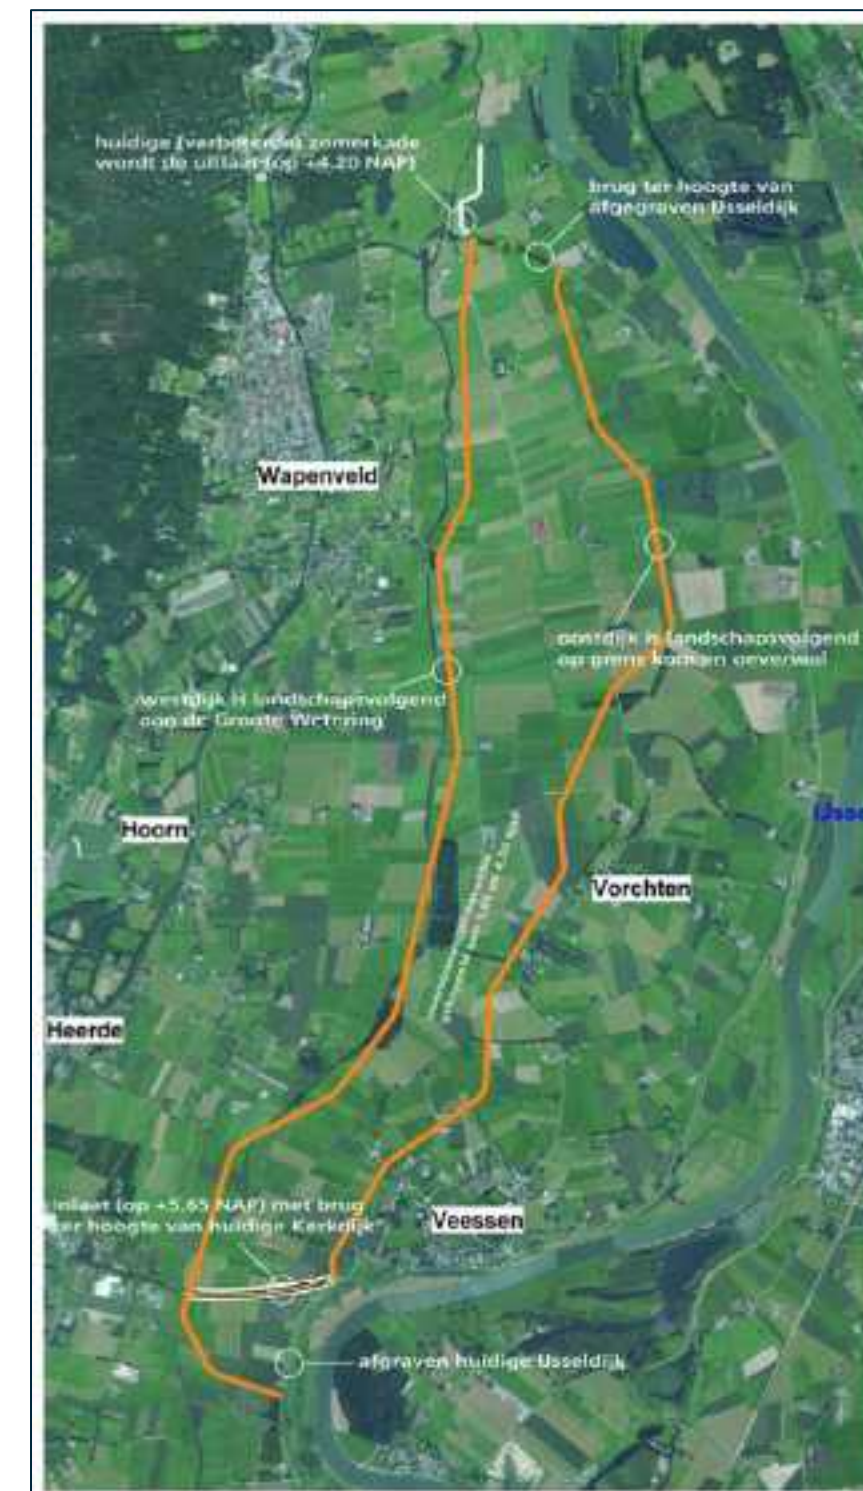 huidige (verbeterde) zomerkade
wordt de uitlaat (op +4.20 NAP)
brug ter hoogte van
afgegraven IJsseldijk
Wapenveld
oostdijk is landschapsvolgend
op grens kom en oeverwal
westdijk is landschapsvolgend
aan de Groote Wetering
Hoorn
IJsse
Vorchten
Heerde
inlaat (op +5.65 NAP) met brug
ter hoogte van huidige Kerkdijk
Veessen
afgraven huidige IJsseldijk